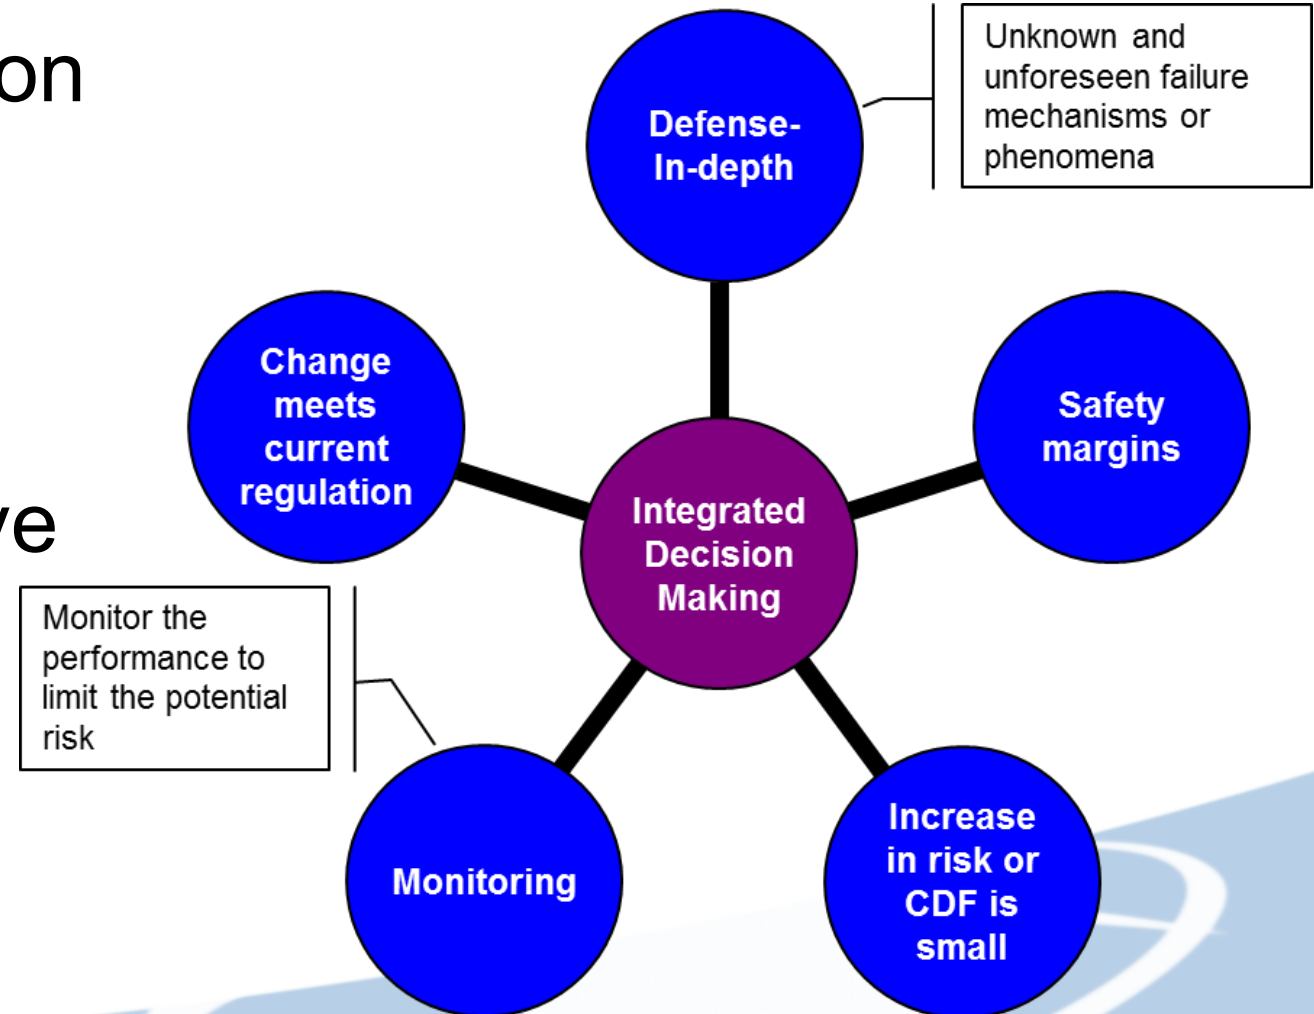 on
Defense-
In-depth
Unknown and
unforeseen failure
mechanisms or
phenomena
Change
meets
current
regulation
Safety
margins
ve
Integrated
Decision
Making
Monitor the
performance to
limit the potential
risk
Monitoring
Increase
in risk or
CDF is
small